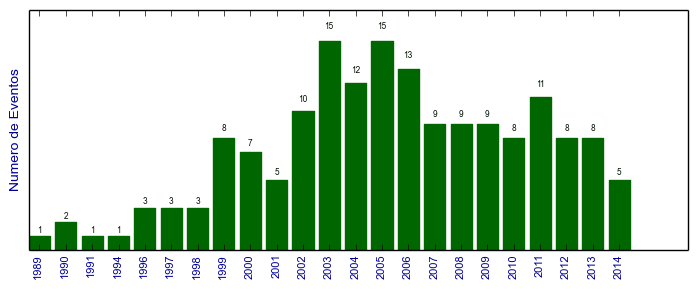 Numero de Eventos
1 2 1 1 3 3 3 8 7 5 10 15 12 15 13 9 9 9 8 11 8 8 5
1989 1990 1991 1994 1996 1997 1998 1999 2000 2001 2002 2003 2004 2005 2006 2007 2008 2009 2010 2011 2012 2013 2014